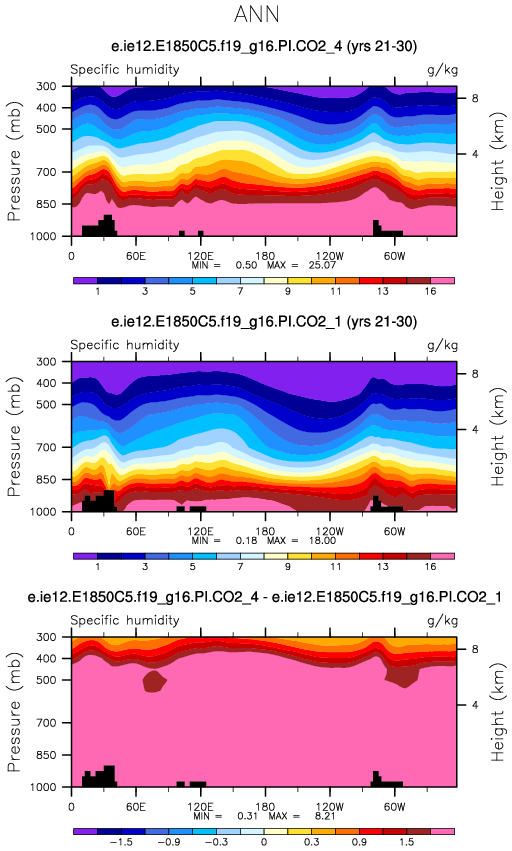 ANN
e.ie12.E1850C5.f19_g16.PI.CO2_4 (yrs 21-30)
Specific humidity g/kg
300
400
500
700
850
1000
Pressure (mb)
8
4
Height (km)
0 60E 120E 180 120W 60W
MIN = 0.50 MAX = 25.07
1 3 5 7 9 11 13 16
e.ie12.E1850C5.f19_g16.PI.CO2_1 (yrs 21-30)
Specific humidity g/kg
300
400
500
700
850
1000
Pressure (mb)
8
4
Height (km)
0 60E 120E 180 120W 60W
MIN = 0.18 MAX = 18.00
1 3 5 7 9 11 13 16
e.ie12.E1850C5.f19_g16.PI.CO2_4 - e.ie12.E1850C5.f19_g16.PI.CO2_1
Specific humidity g/kg
300
400
500
700
850
1000
Pressure (mb)
8
4
Height (km)
0 60E 120E 180 120W 60W
MIN = 0.31 MAX = 8.21
−1.5 −0.9 −0.3 0 0.3 0.9 1.5